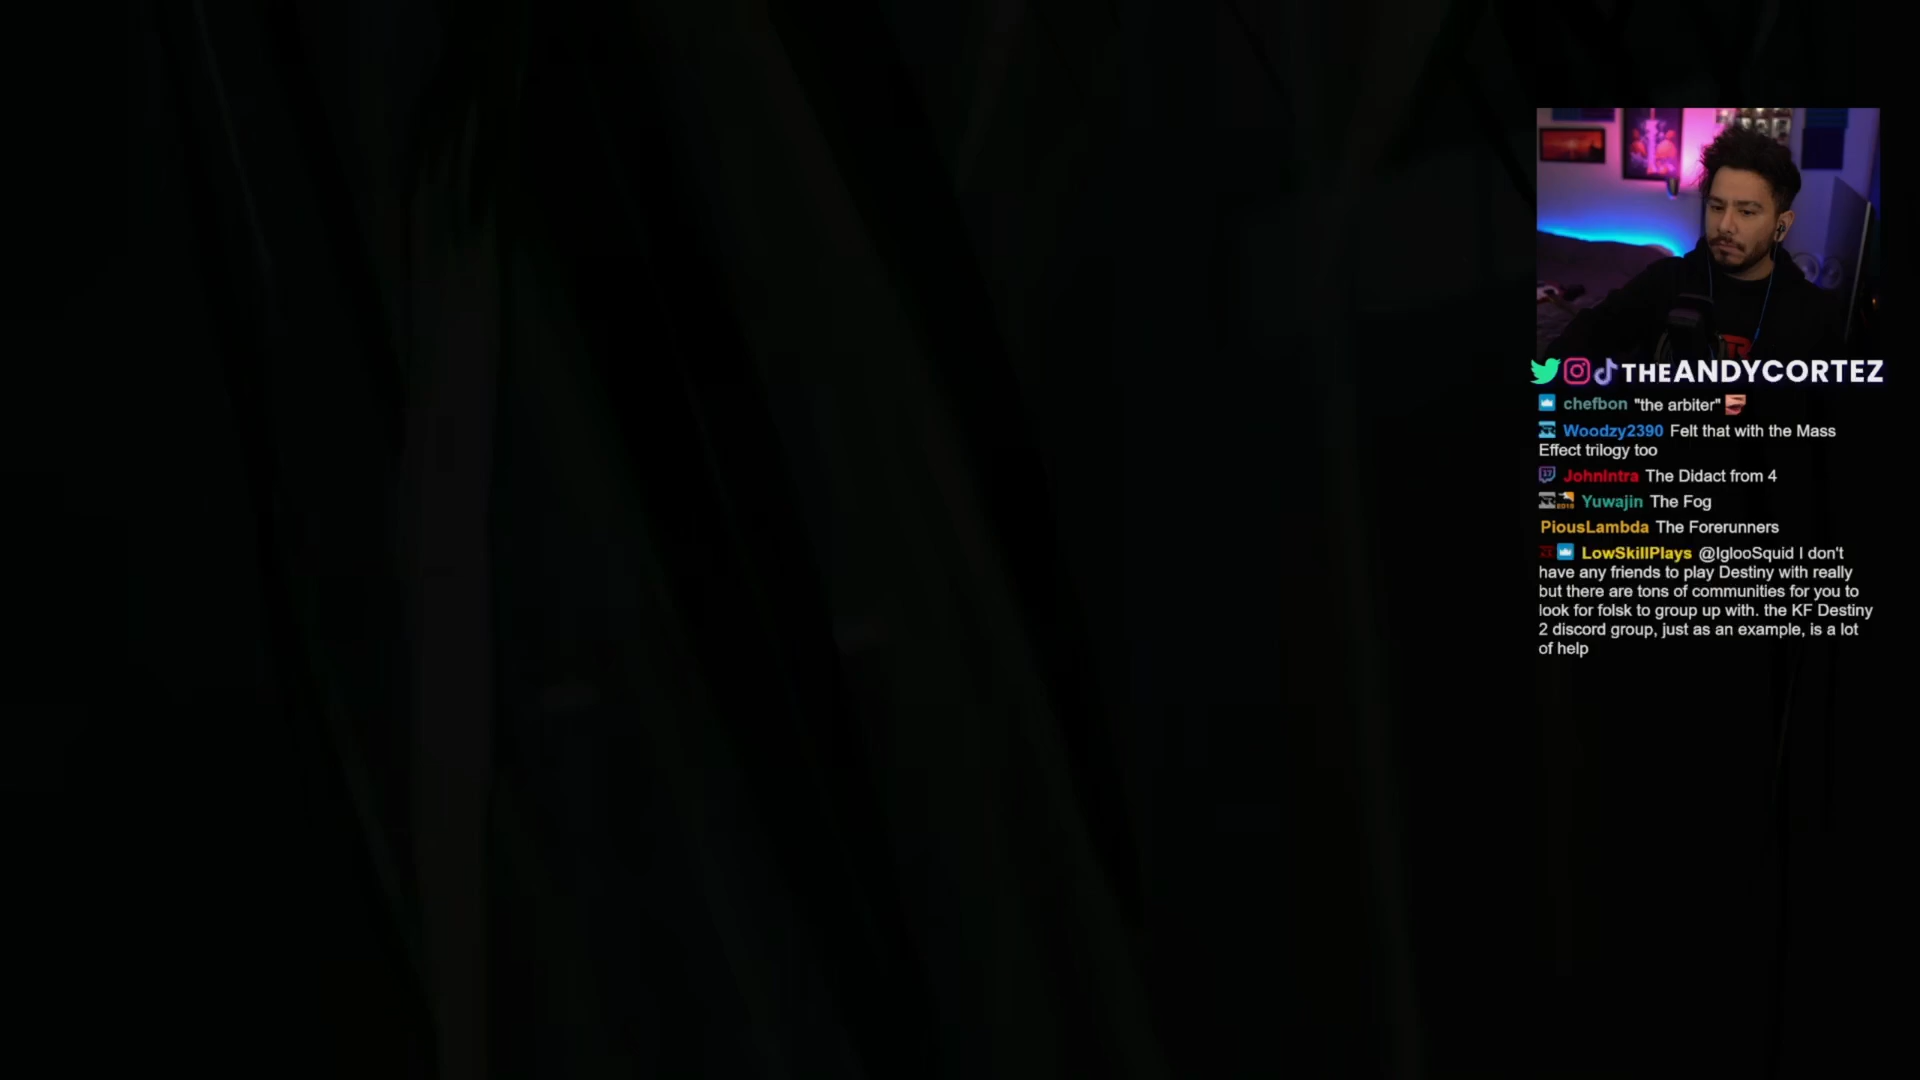 THEANDYCORTEZ
chefbon "the arbiter"
Woodzy2390 Felt that with the Mass
Effect trilogy too
JohnIntra The Didact from 4
Yuwajin The Fog
PiousLambda The Forerunners
LowSkillPlays @IglooSquid I don't
have any friends to play Destiny with really
but there are tons of communities for you to
look for folsk to group up with. the KF Destiny
2 discord group, just as an example, is a lot
of help